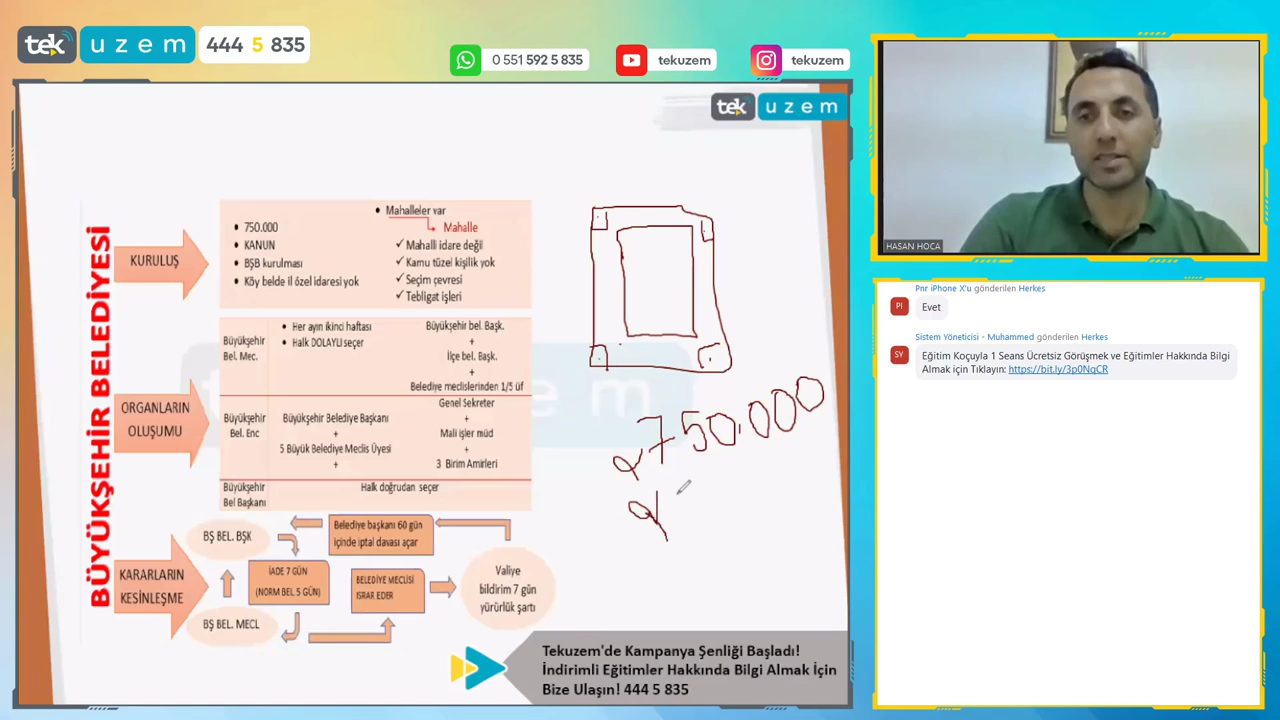 tek uzem 444 5 835
0 551 592 5 835
tekuzem
tekuzem
tek uzem
BÜYÜKŞEHİR BELEDİYESİ
KURULUŞ
• 750.000
• KANUN
• BŞB kurulması
• Köy belde il özel idaresi yok
• Mahalleler var
Mahalle
✓ Mahalli idare değil
✓ Kamu tüzel kişilik yok
✓ Seçim çevresi
✓ Tebligat işleri
ORGANLARIN
OLUŞUMU
Büyükşehir
Bel. Mec.
• Her ayın ikinci haftası
• Halk DOLAYLI seçer
Büyükşehir bel. Başk.
+
İlçe bel. Başk.
+
Belediye meclislerinden 1/5 üf
Büyükşehir
Bel. Enc
Büyükşehir Belediye Başkanı
+
5 Büyük Belediye Meclis Üyesi
+
Genel Sekreter
+
Mali işler müd
+
3 Birim Amirleri
Büyükşehir
Bel Başkanı
Halk doğrudan seçer
KARARLARIN
KESİNLEŞME
BŞ BEL. BŞK
Belediye başkanı 60 gün
içinde iptal davası açar
İADE 7 GÜN
(NORM BEL. 5 GÜN)
BELEDİYE MECLİSİ
ISRAR EDER
Valiye
bildirim 7 gün
yürürlük şartı
BŞ BEL. MECL
750.000
Tekuzem'de Kampanya Şenliği Başladı!
İndirimli Eğitimler Hakkında Bilgi Almak İçin
Bize Ulaşın! 444 5 835
HASAN HOCA
Pnr iPhone X'u gönderilen Herkes
PI
Evet
Sistem Yöneticisi - Muhammed gönderilen Herkes
SY
Eğitim Koçuyla 1 Seans Ücretsiz Görüşmek ve Eğitimler Hakkında Bilgi
Almak için Tıklayın: https://bit.ly/3p0NqCR